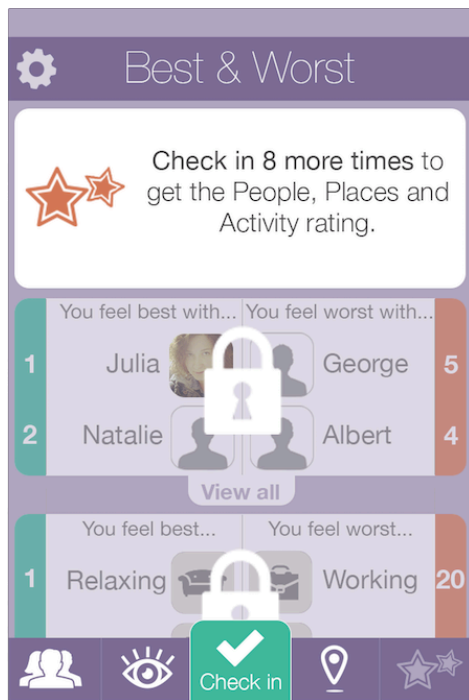 Best & Worst
Check in 8 more times to
get the People, Places and
Activity rating.
You feel best with... You feel worst with...
1 Julia George 5
2 Natalie Albert 4
View all
You feel best... You feel worst...
1 Relaxing Working 20
Check in